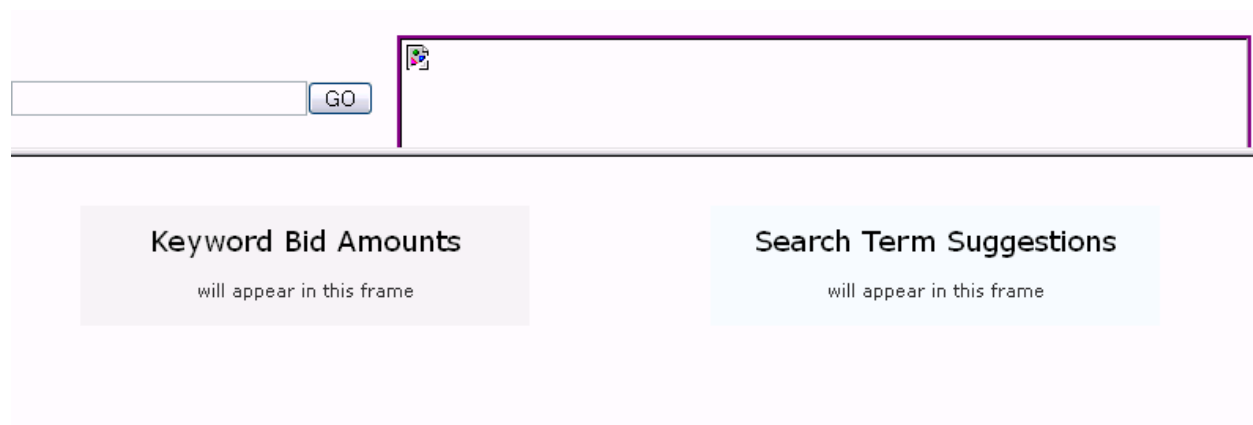 GO
Keyword Bid Amounts
will appear in this frame
Search Term Suggestions
will appear in this frame